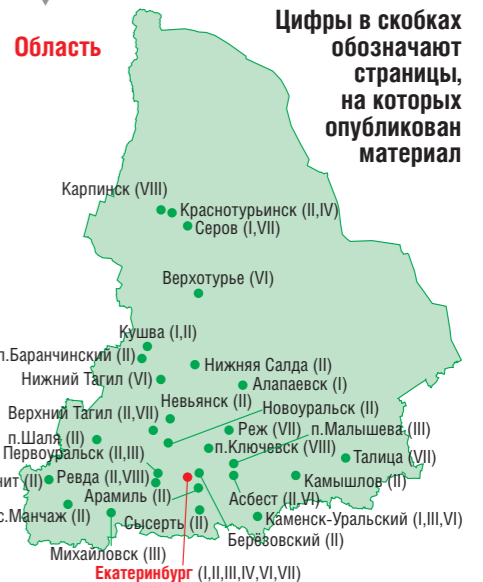 Область
Цифры в скобках
обозначают
страницы,
на которых
опубликован
материал
Карпинск (VIII)
Краснотурьинск (II,IV)
Серов (I,VII)
Верхотурье (VI)
Кушва (I,II)
п.Баранчинский (II)
Нижняя Салда (II)
Нижний Тагил (VI)
Алапаевск (I)
Невьянск (II)
Новоуральск (II)
Верхний Тагил (II,VII)
Реж (VII)
п.Малышева (III)
п.Шаля (II)
п.Ключевск (VIII)
Первоуральск (II,III)
Талица (VII)
нит (II)
Ревда (II,VIII)
Камышлов (II)
Арамиль (II)
Асбест (II,VI)
с.Манчаж (II)
Сысерть (II)
Каменск-Уральский (I,III,VI)
Берёзовский (II)
Михайловск (III)
Екатеринбург (I,II,III,IV,VI,VII)